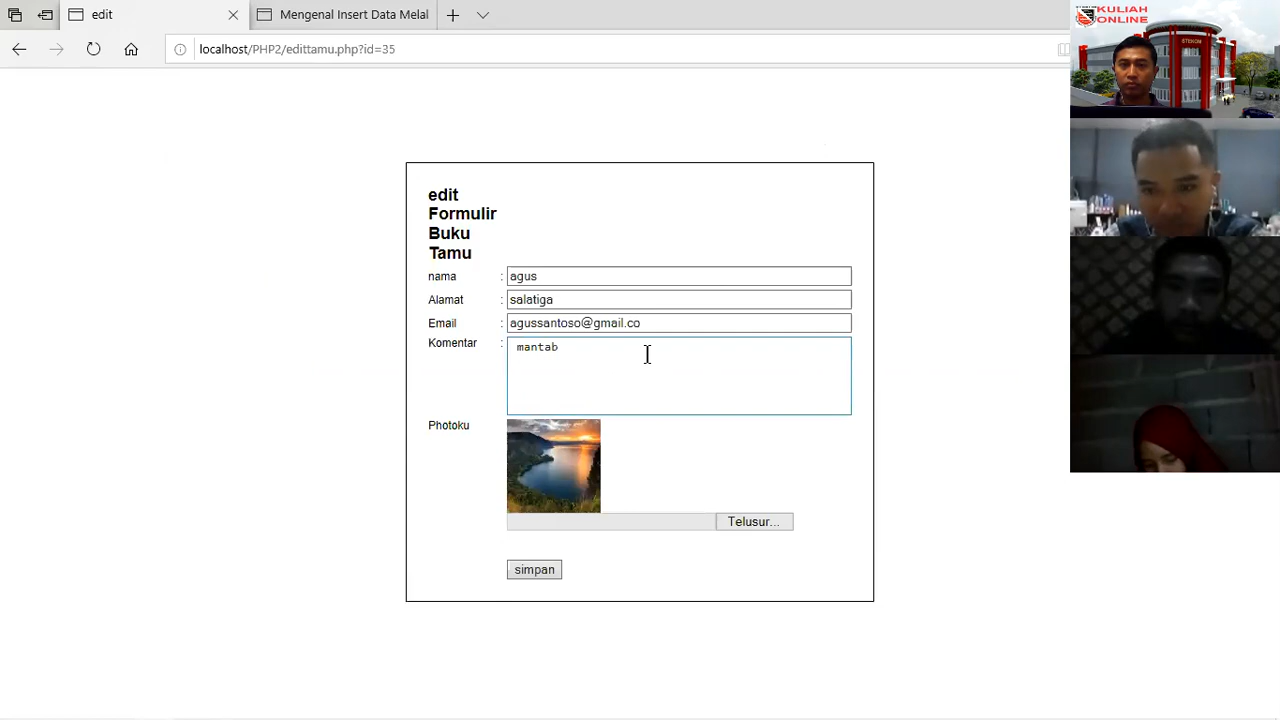 edit
Mengenal Insert Data Melal
localhost/PHP2/edittamu.php?id=35
KULIAH
ONLINE
STEKOM
edit
Formulir
Buku
Tamu
nama : agus
Alamat : salatiga
Email : agussantoso@gmail.co
Komentar : mantab
Photoku
Telusur...
simpan